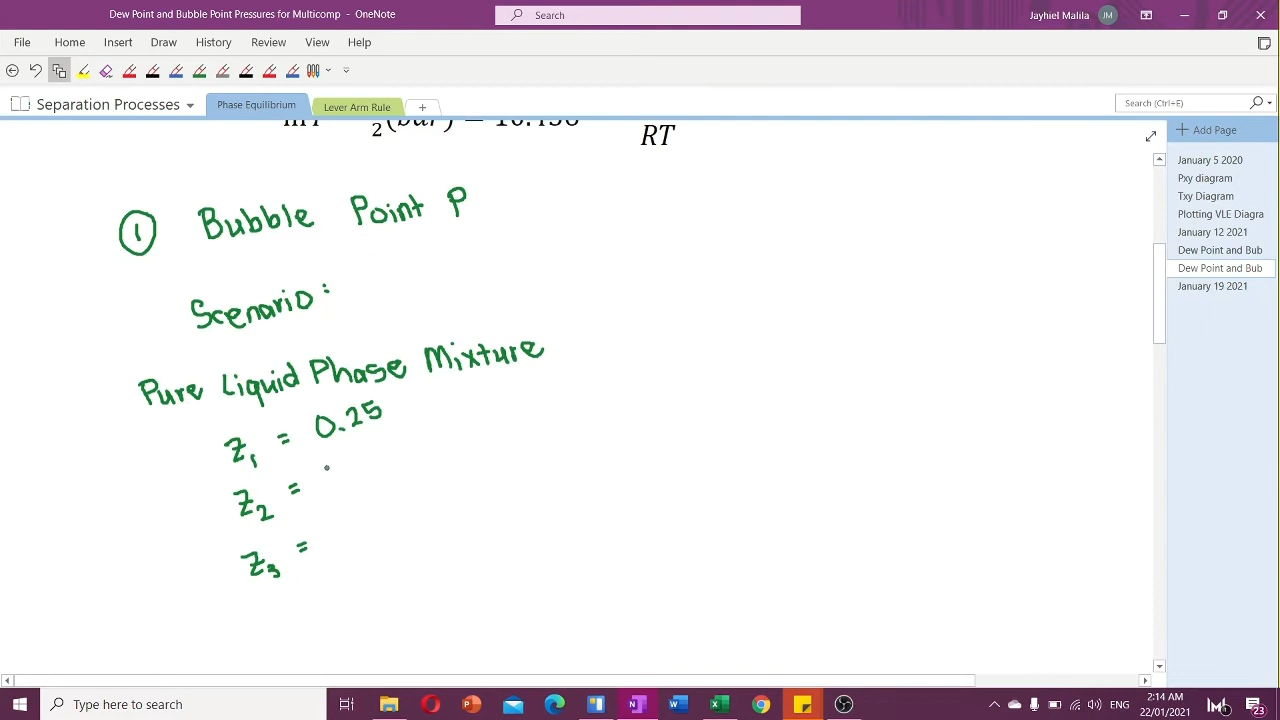 Dew Point and Bubble Point Pressures for Multicomp - OneNote
Search
Jayhiel Malila JM
File Home Insert Draw History Review View Help
Separation Processes
Phase Equilibrium
Lever Arm Rule
+
Search (Ctrl+E)
2
RT
+ Add Page
January 5 2020
Pxy diagram
Txy Diagram
Plotting VLE Diagra
January 12 2021
Dew Point and Bub
Dew Point and Bub
January 19 2021
① Bubble Point P
Scenario:
Pure Liquid Phase Mixture
z₁ = 0.25
z₂ =
z₃ =
Type here to search
ENG
2:14 AM
22/01/2021
23